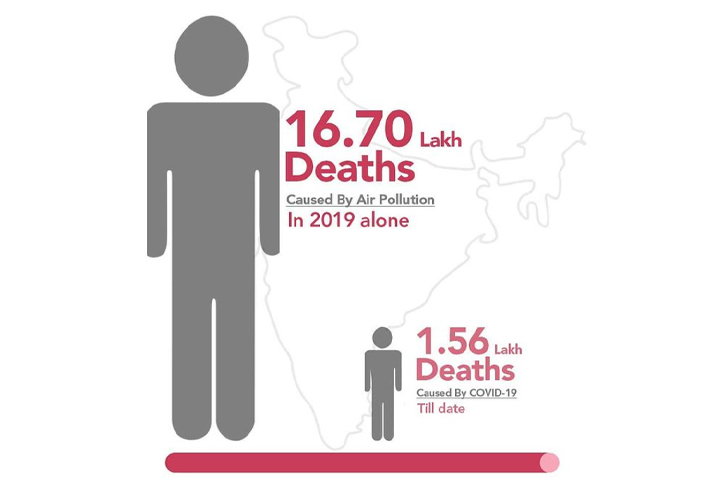 16.70 Lakh
Deaths
Caused By Air Pollution
In 2019 alone
1.56 Lakh
Deaths
Caused By COVID-19
Till date